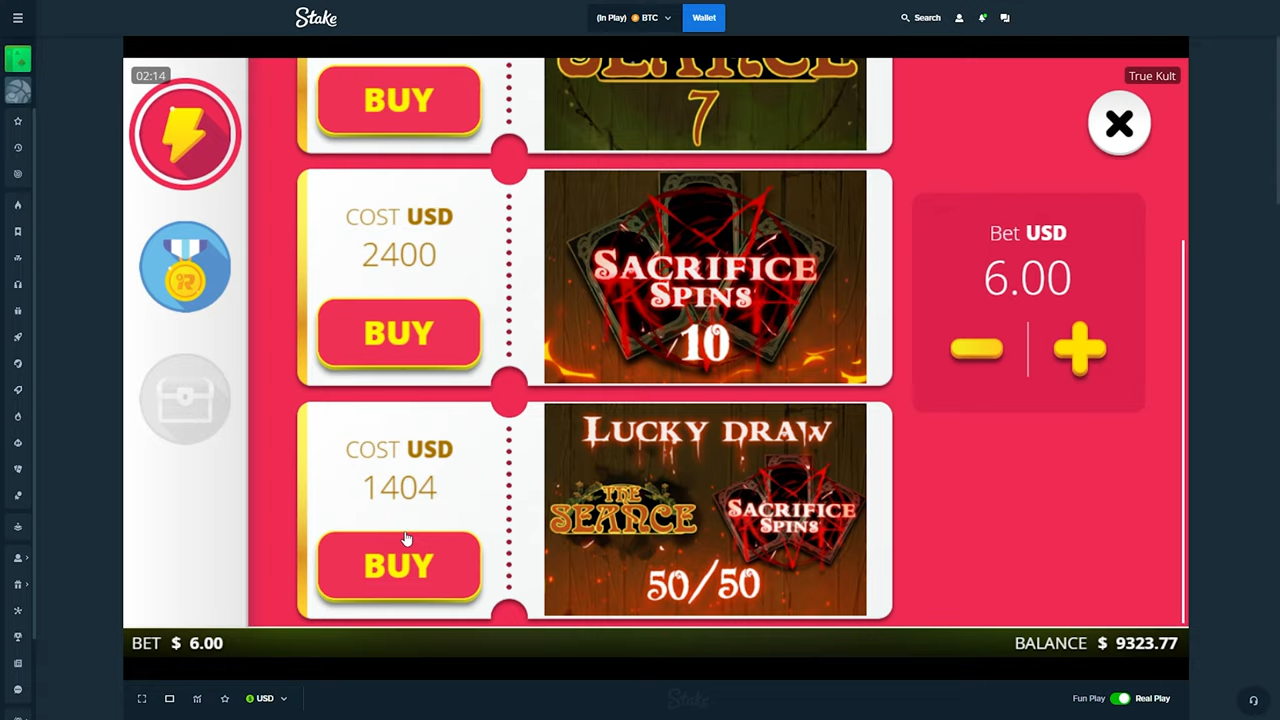 Stake
(In Play) BTC
Wallet
Search
02:14
True Kult
BUY
SEANCE
7
COST USD
2400
BUY
SACRIFICE
SPINS
10
Bet USD
6.00
COST USD
1404
BUY
LUCKY DRAW
THE
SEANCE
SACRIFICE
SPINS
50/50
BET $ 6.00
BALANCE $ 9323.77
USD
Stake
Fun Play
Real Play